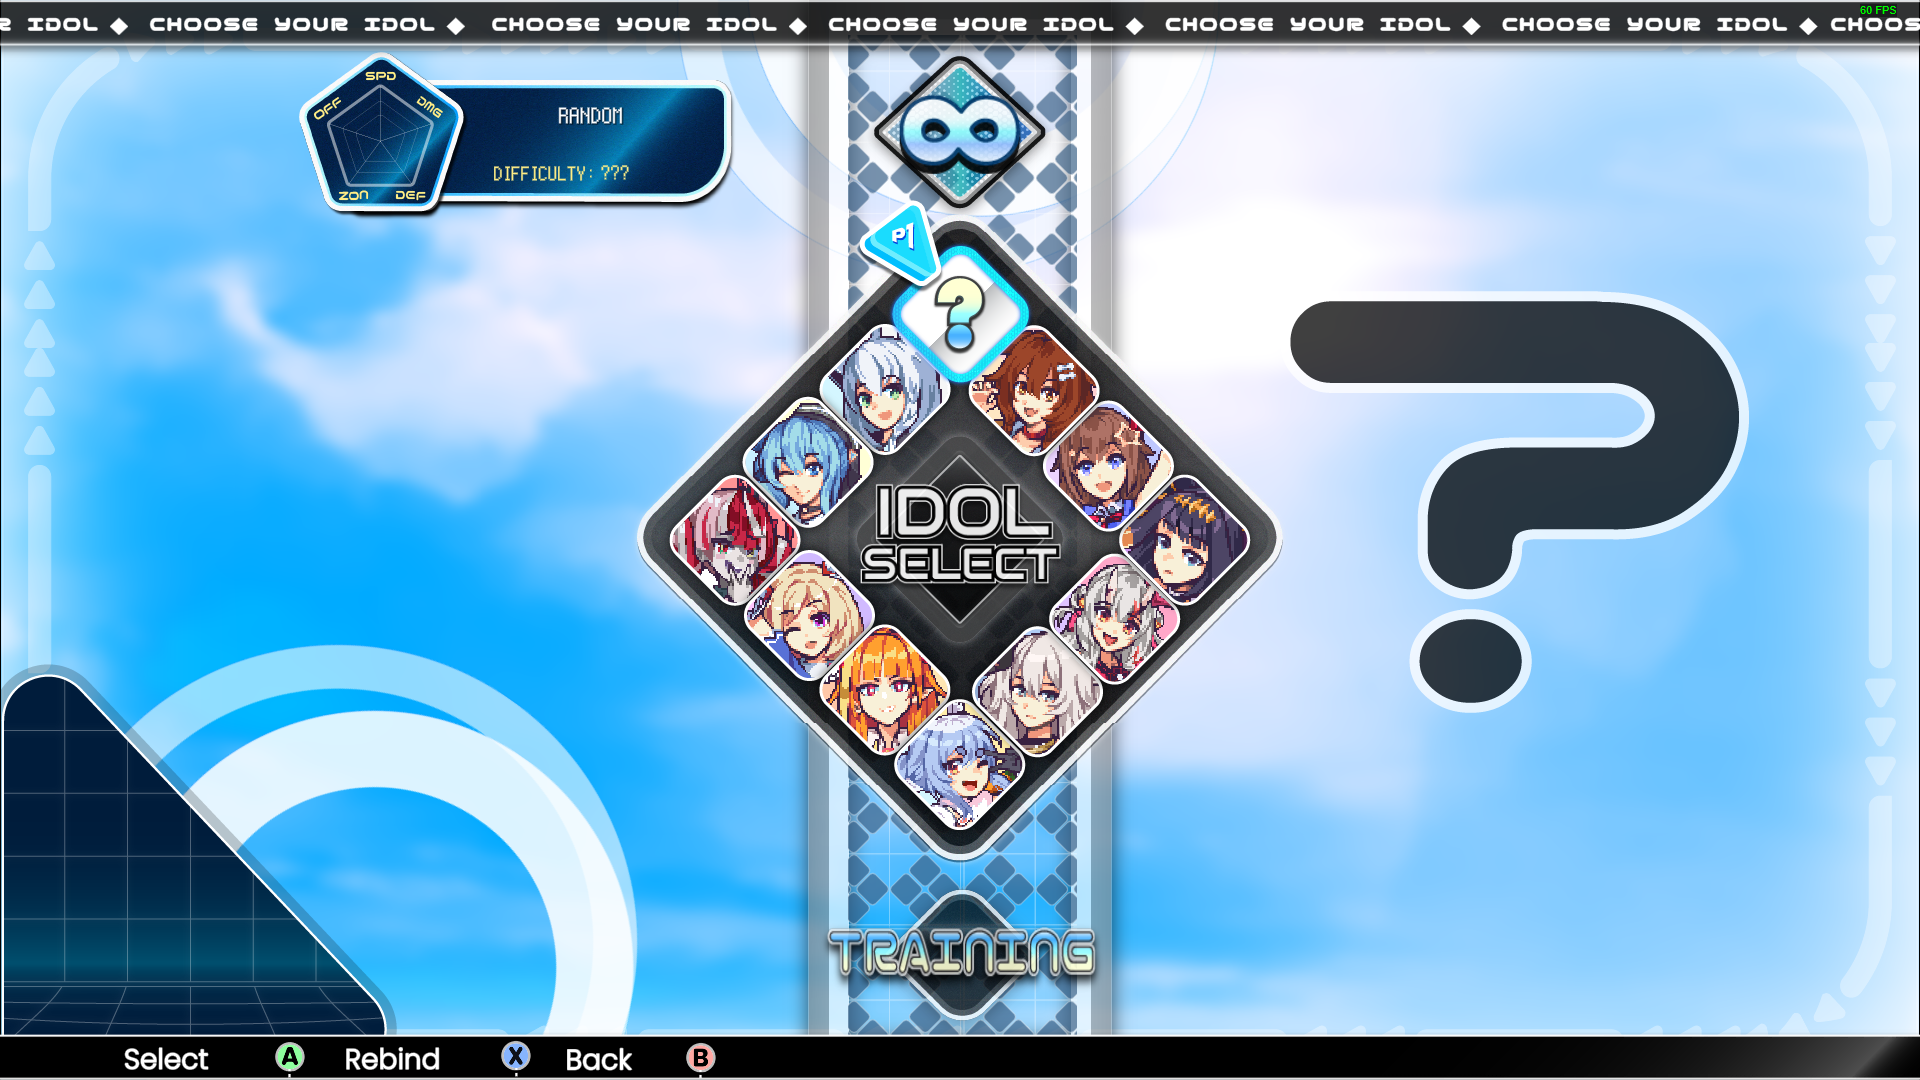 R IDOL ◆ CHOOSE YOUR IDOL ◆ CHOOSE YOUR IDOL ◆ CHOOSE YOUR IDOL ◆ CHOOSE YOUR IDOL ◆ CHOOSE YOUR IDOL ◆ CHOOS
60 FPS
SPD
OFF
DMG
ZON
DEF
RANDOM
DIFFICULTY: ???
P1
?
IDOL
SELECT
?
TRAINING
Select A Rebind X Back B